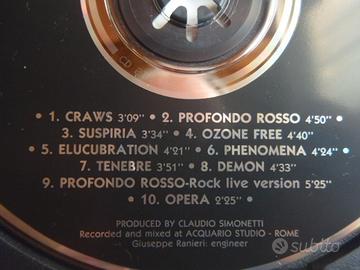 • 1. CRAWS 3'09" • 2. PROFONDO ROSSO 4'50" •
3. SUSPIRIA 3'34" • 4. OZONE FREE 4'40"
• 5. ELUCUBRATION 4'21" • 6. PHENOMENA 4'24" •
7. TENEBRE 3'51" • 8. DEMON 4'33"
9. PROFONDO ROSSO-Rock live version 5'25"
• 10. OPERA 2'25" •
PRODUCED BY CLAUDIO SIMONETTI
Recorded and mixed at ACQUARIO STUDIO - ROME
Giuseppe Ranieri: engineer
subito